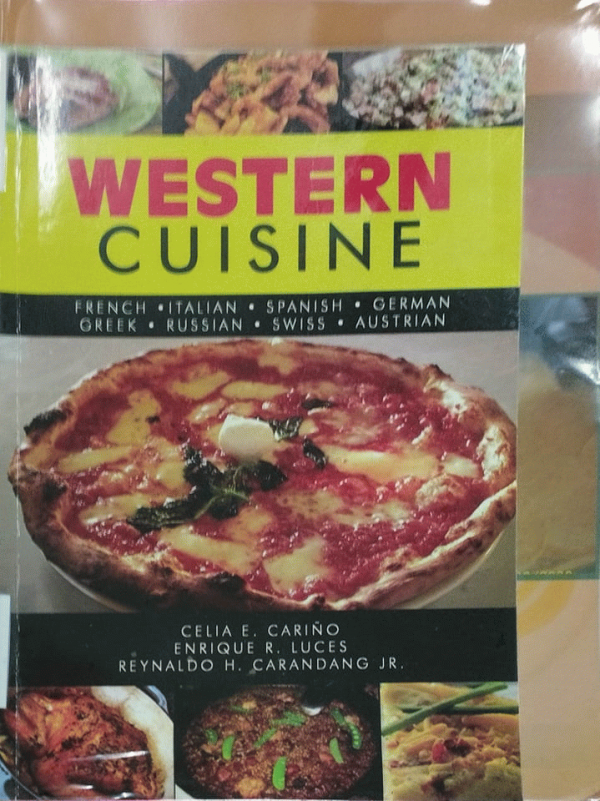 WESTERN
CUISINE
FRENCH • ITALIAN • SPANISH • GERMAN
GREEK • RUSSIAN • SWISS • AUSTRIAN
CELIA E. CARIÑO
ENRIQUE R. LUCES
REYNALDO H. CARANDANG JR.